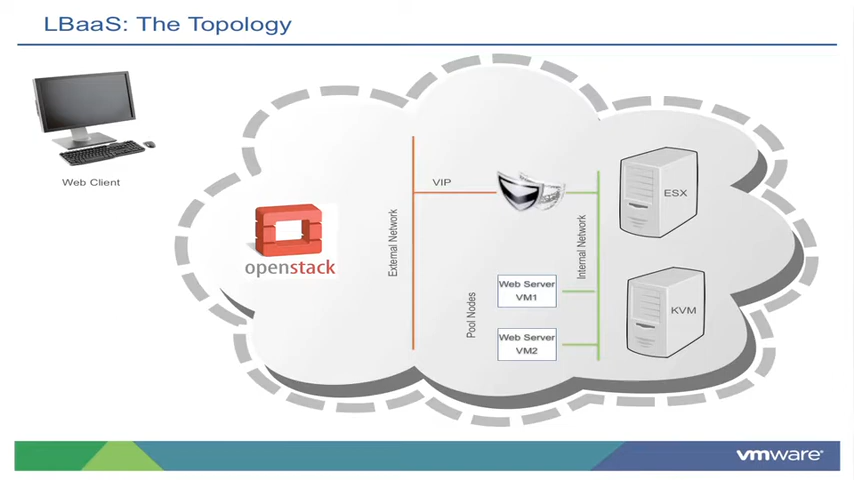 LBaaS: The Topology
Web Client
openstack
External Network
VIP
Internal Network
ESX
Pool Nodes
Web Server
VM1
Web Server
VM2
KVM
vmware®